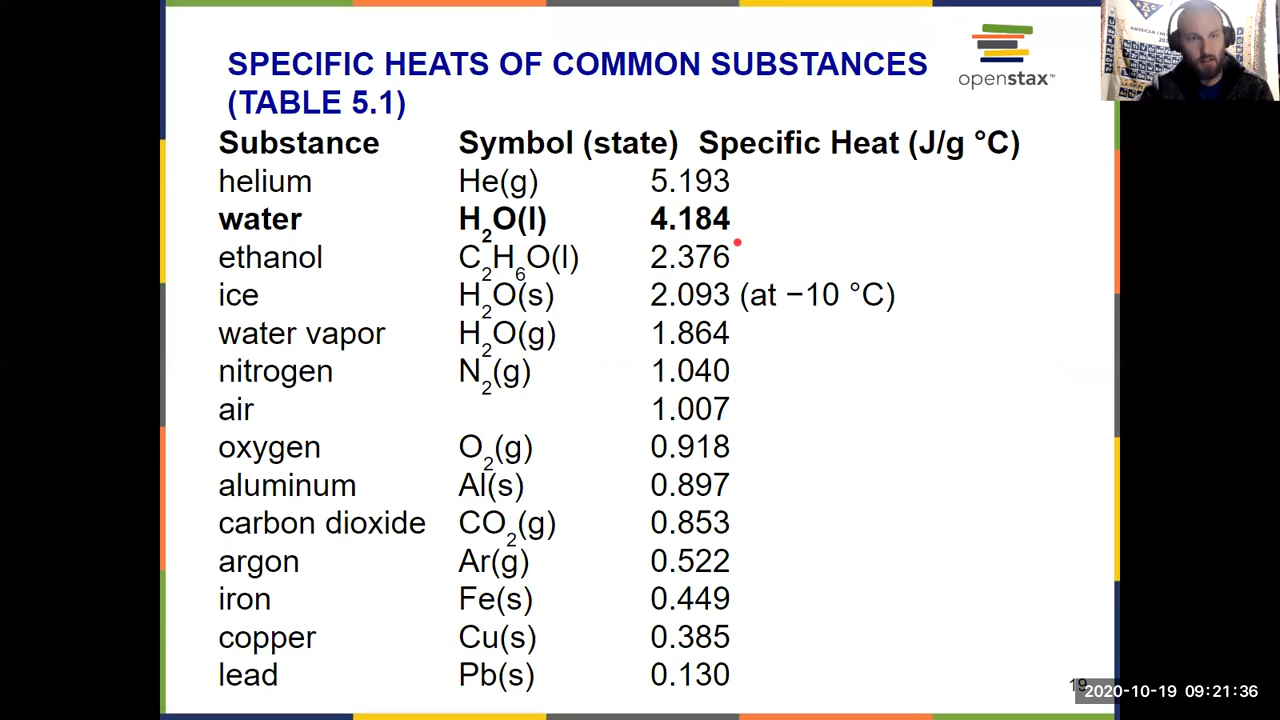 SPECIFIC HEATS OF COMMON SUBSTANCES
(TABLE 5.1)
openstax™
AMERICAN CHE
Substance Symbol (state) Specific Heat (J/g °C)
helium He(g) 5.193
water H2O(l) 4.184
ethanol C2H6O(l) 2.376
ice H2O(s) 2.093 (at −10 °C)
water vapor H2O(g) 1.864
nitrogen N2(g) 1.040
air 1.007
oxygen O2(g) 0.918
aluminum Al(s) 0.897
carbon dioxide CO2(g) 0.853
argon Ar(g) 0.522
iron Fe(s) 0.449
copper Cu(s) 0.385
lead Pb(s) 0.130
19
2020-10-19 09:21:36